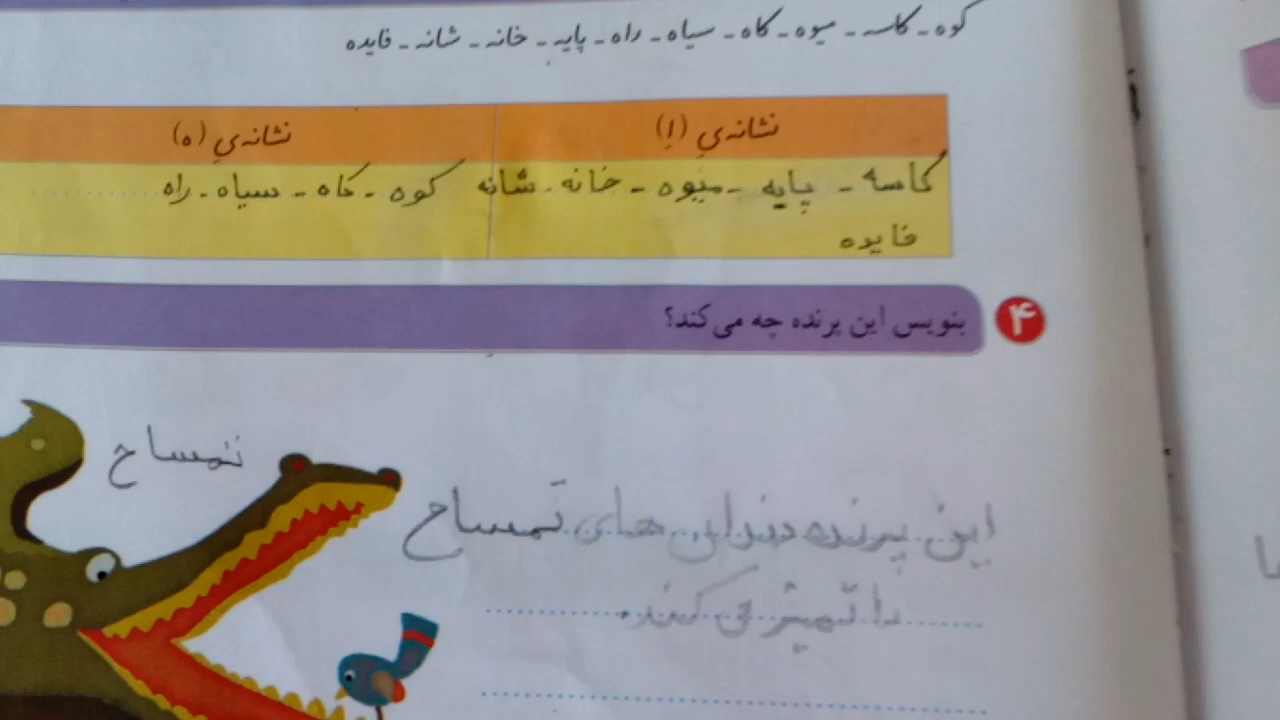 کوه ـ کاسه ـ میوه ـ کاه ـ سیاه ـ راه ـ پایه ـ خانه ـ شانه ـ فایده
نشانه‌ی (ــِ)
کاسه ـ پایه ـ میوه ـ خانه ـ شانه
فایده
نشانه‌ی (ه)
کوه ـ کاه ـ سیاه ـ راه
۴ بنویس این پرنده چه می‌کند؟
تمساح
این پرنده دندان های تمساح
را تمیز می کند.